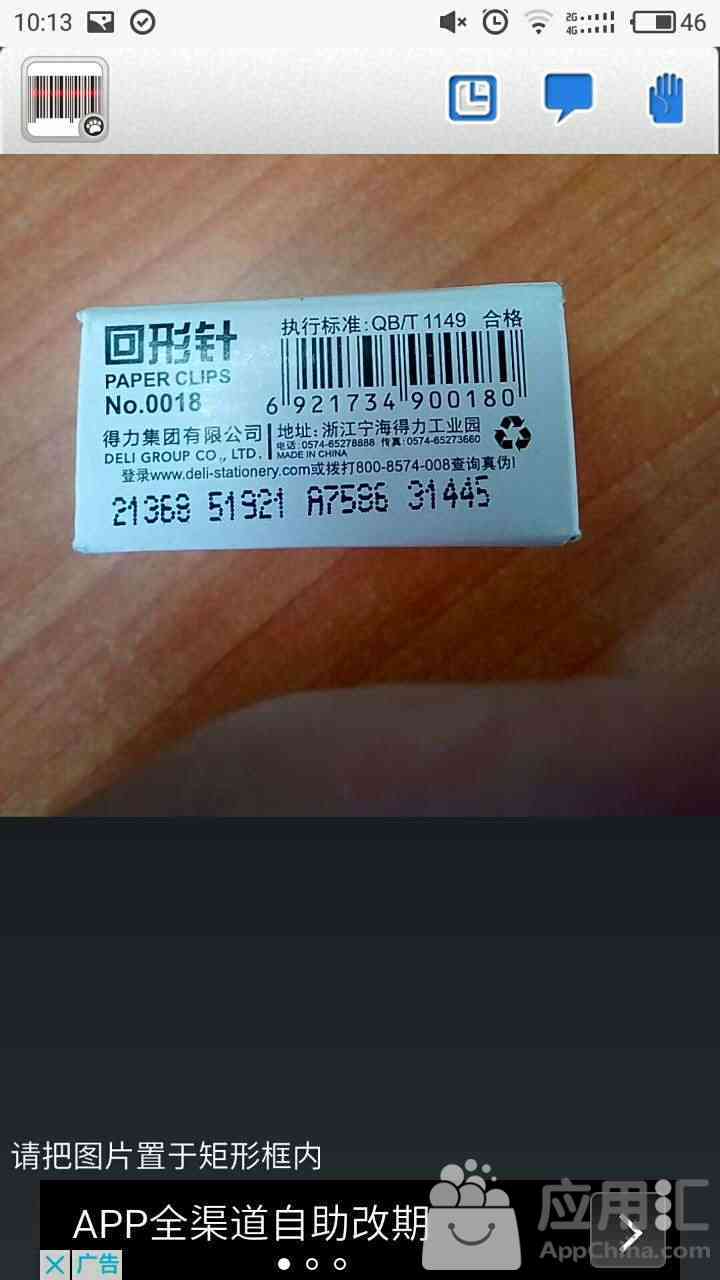 10:13
2G
4G
46
回形针
PAPER CLIPS
No.0018
执行标准:QB/T 1149 合格
6 921734 900180
得力集团有限公司
DELI GROUP CO., LTD.
地址: 浙江宁海得力工业园
电话:0574-65278888 传真:0574-65273660
MADE IN CHINA
登录www.deli-stationery.com或拨打800-8574-008查询真伪!
21368 51921 A7586 31445
请把图片置于矩形框内
APP全渠道自助改期
广告
应用汇
AppChina.com